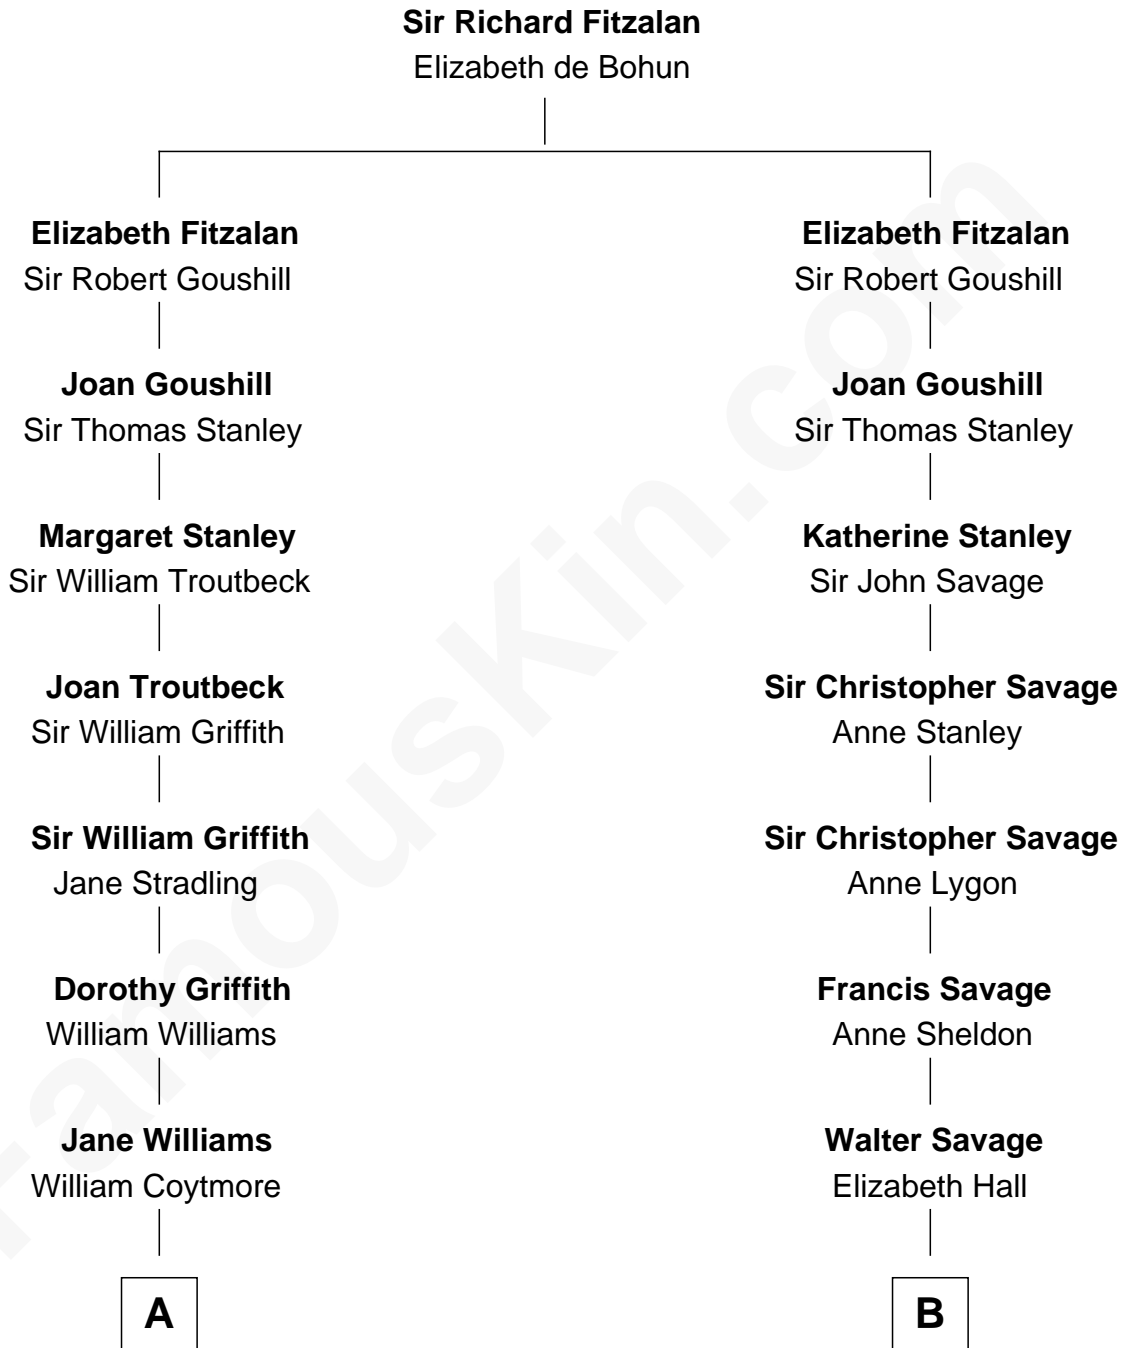 Sir Richard Fitzalan
Elizabeth de Bohun
Elizabeth Fitzalan
Sir Robert Goushill
Elizabeth Fitzalan
Sir Robert Goushill
Joan Goushill
Sir Thomas Stanley
Joan Goushill
Sir Thomas Stanley
Margaret Stanley
Sir William Troutbeck
Katherine Stanley
Sir John Savage
Joan Troutbeck
Sir William Griffith
Sir Christopher Savage
Anne Stanley
Sir William Griffith
Jane Stradling
Sir Christopher Savage
Anne Lygon
Dorothy Griffith
William Williams
Francis Savage
Anne Sheldon
Jane Williams
William Coytmore
Walter Savage
Elizabeth Hall
A
B
FamousKin.com